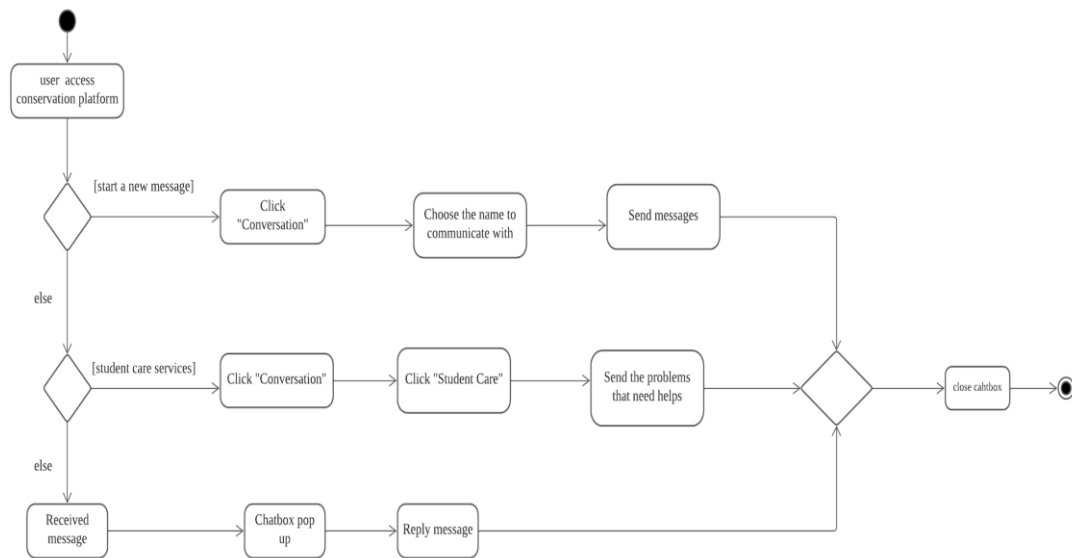 user access
conservation platform
[start a new message]
Click
"Conversation"
Choose the name to
communicate with
Send messages
else
[student care services]
Click "Conversation"
Click "Student Care"
Send the problems
that need helps
close cahtbox
else
Received
message
Chatbox pop
up
Reply message